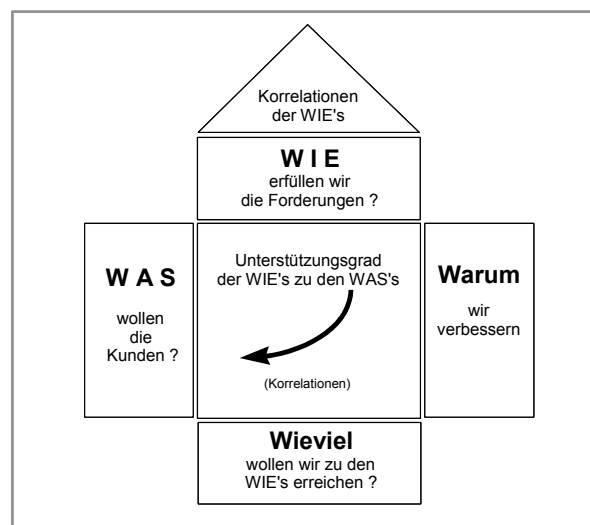 Korrelationen
der WIE's
W I E
erfüllen wir
die Forderungen ?
W A S
wollen
die
Kunden ?
Unterstützungsgrad
der WIE's zu den WAS's
(Korrelationen)
Warum
wir
verbessern
Wieviel
wollen wir zu den
WIE's erreichen ?